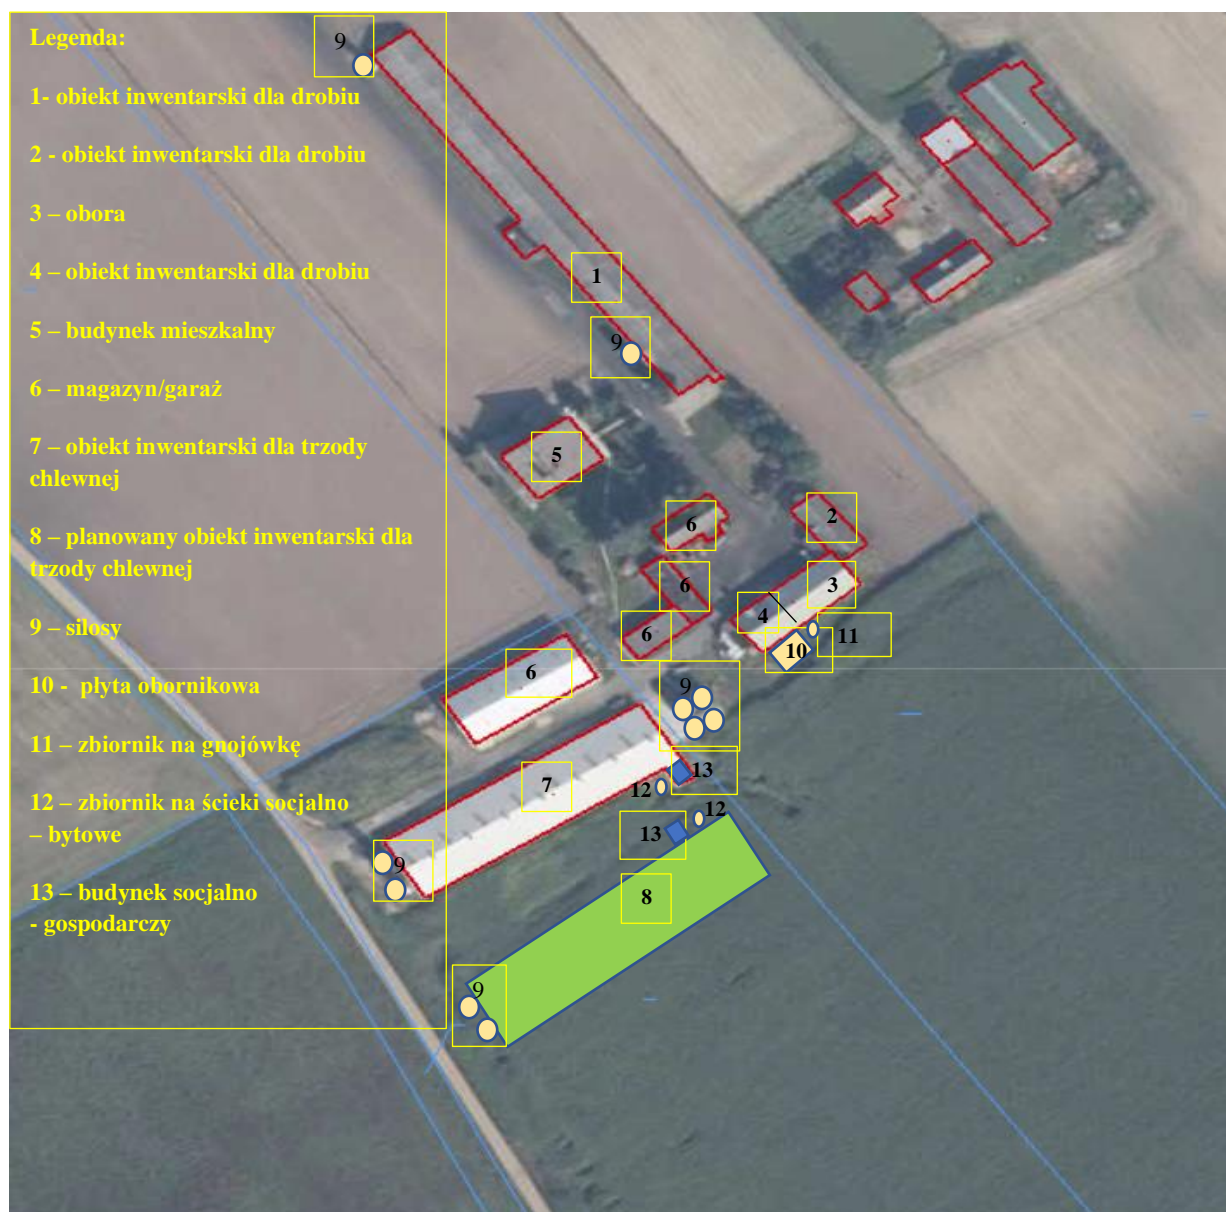 Legenda:
1- obiekt inwentarski dla drobiu
2 - obiekt inwentarski dla drobiu
3 – obora
4 – obiekt inwentarski dla drobiu
5 – budynek mieszkalny
6 – magazyn/garaż
7 – obiekt inwentarski dla trzody
chlewnej
8 – planowany obiekt inwentarski dla
trzody chlewnej
9 – silosy
10 -  płyta obornikowa
11 – zbiornik na gnojówkę
12 – zbiornik na ścieki socjalno
– bytowe
13 – budynek socjalno
- gospodarczy
9
1
9
5
6
2
6
3
4
6
11
10
6
9
13
7
12
12
13
9
8
9